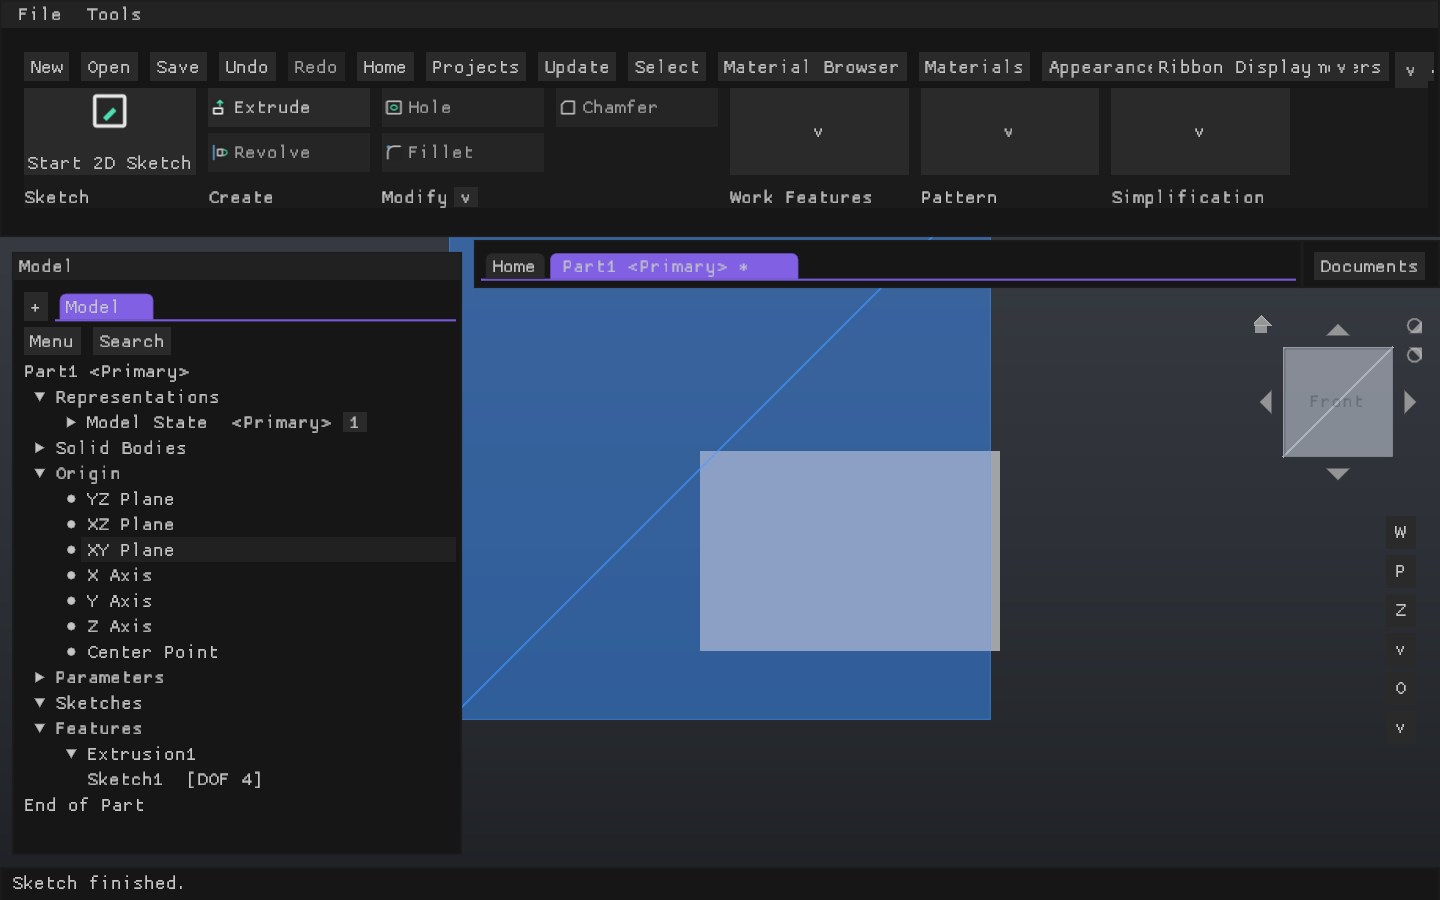 File Tools
New Open Save Undo Redo Home Projects Update Select Material Browser Materials Appearance Ribbon Display v
Start 2D Sketch
Extrude
Revolve
Hole
Fillet
Chamfer
v
v
v
Sketch Create Modify v Work Features Pattern Simplification
Model
+ Model
Menu Search
Part1 <Primary>
Representations
Model State <Primary> 1
Solid Bodies
Origin
YZ Plane
XZ Plane
XY Plane
X Axis
Y Axis
Z Axis
Center Point
Parameters
Sketches
Features
Extrusion1
Sketch1 [DOF 4]
End of Part
Home Part1 <Primary> * Documents
Front
W
P
Z
v
O
v
Sketch finished.